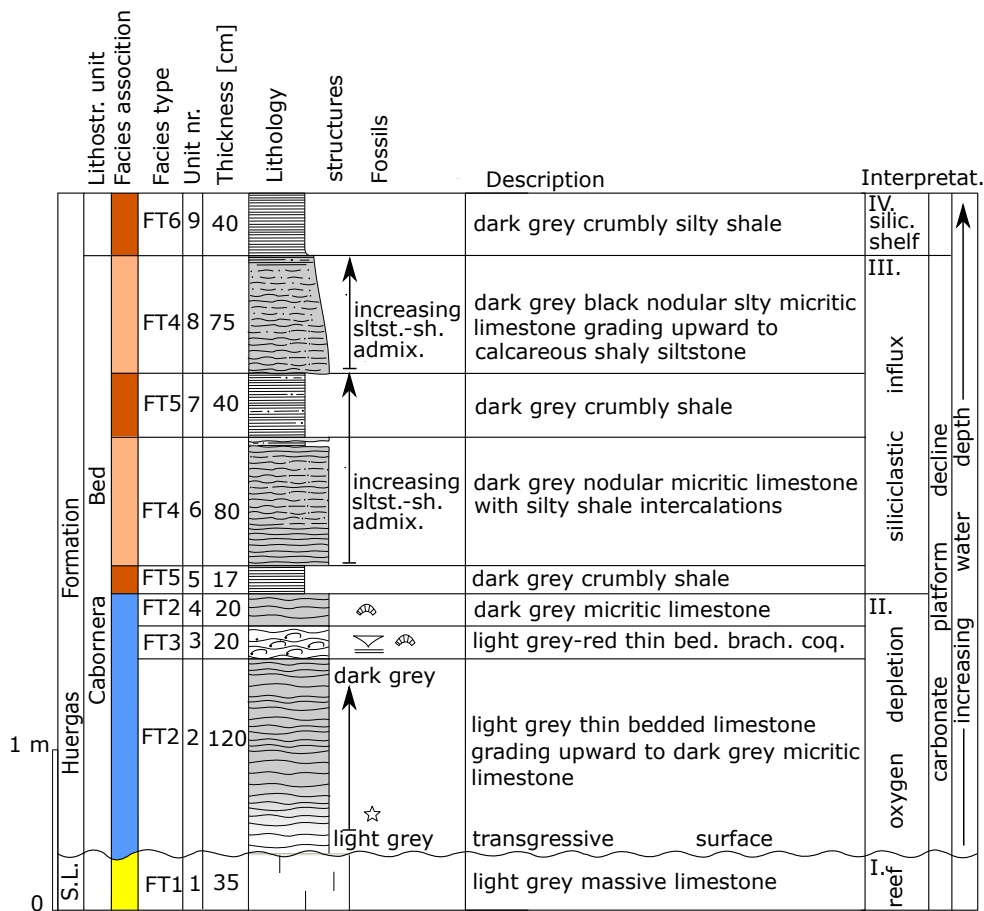 Lithostr. unit
Facies assocition
Facies type
Unit nr.
Thickness [cm]
Lithology
structures
Fossils
Description
Interpretat.
FT6 9 40
dark grey crumbly silty shale
IV.
silic.
shelf
FT4 8 75
increasing
sltst.-sh.
admix.
dark grey black nodular slty micritic
limestone grading upward to
calcareous shaly siltstone
III.
siliciclastic influx
FT5 7 40
dark grey crumbly shale
FT4 6 80
increasing
sltst.-sh.
admix.
dark grey nodular micritic limestone
with silty shale intercalations
FT5 5 17
dark grey crumbly shale
FT2 4 20
dark grey micritic limestone
II.
oxygen depletion
FT3 3 20
light grey-red thin bed. brach. coq.
FT2 2 120
dark grey
light grey
light grey thin bedded limestone
grading upward to dark grey micritic
limestone
transgressive surface
FT1 1 35
light grey massive limestone
I.
reef
carbonate platform decline
increasing water depth
Huergas Formation
Cabornera Bed
S.L.
1 m
0